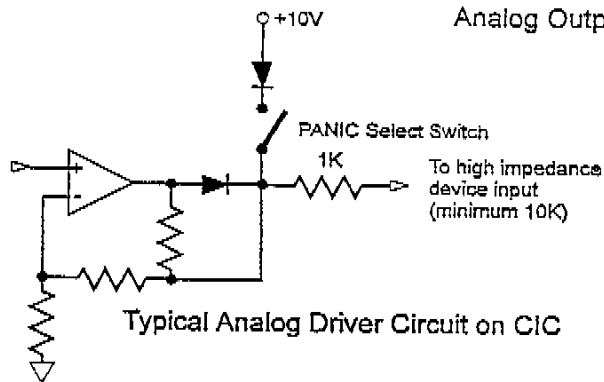 +10V
Analog Outp
PANIC Select Switch
1K
To high impedance
device input
(minimum 10K)
+
-
Typical Analog Driver Circuit on CIC